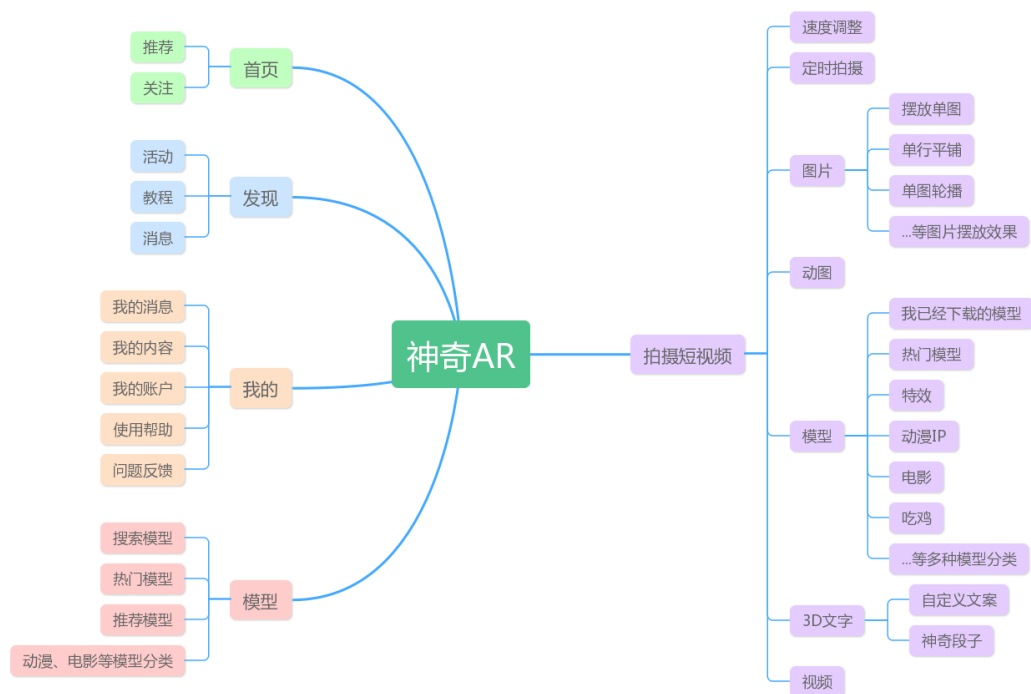 神奇AR
首页
推荐
关注
发现
活动
教程
消息
我的
我的消息
我的内容
我的账户
使用帮助
问题反馈
模型
搜索模型
热门模型
推荐模型
动漫、电影等模型分类
拍摄短视频
速度调整
定时拍摄
图片
摆放单图
单行平铺
单图轮播
...等图片摆放效果
动图
模型
我已经下载的模型
热门模型
特效
动漫IP
电影
吃鸡
...等多种模型分类
3D文字
自定义文案
神奇段子
视频